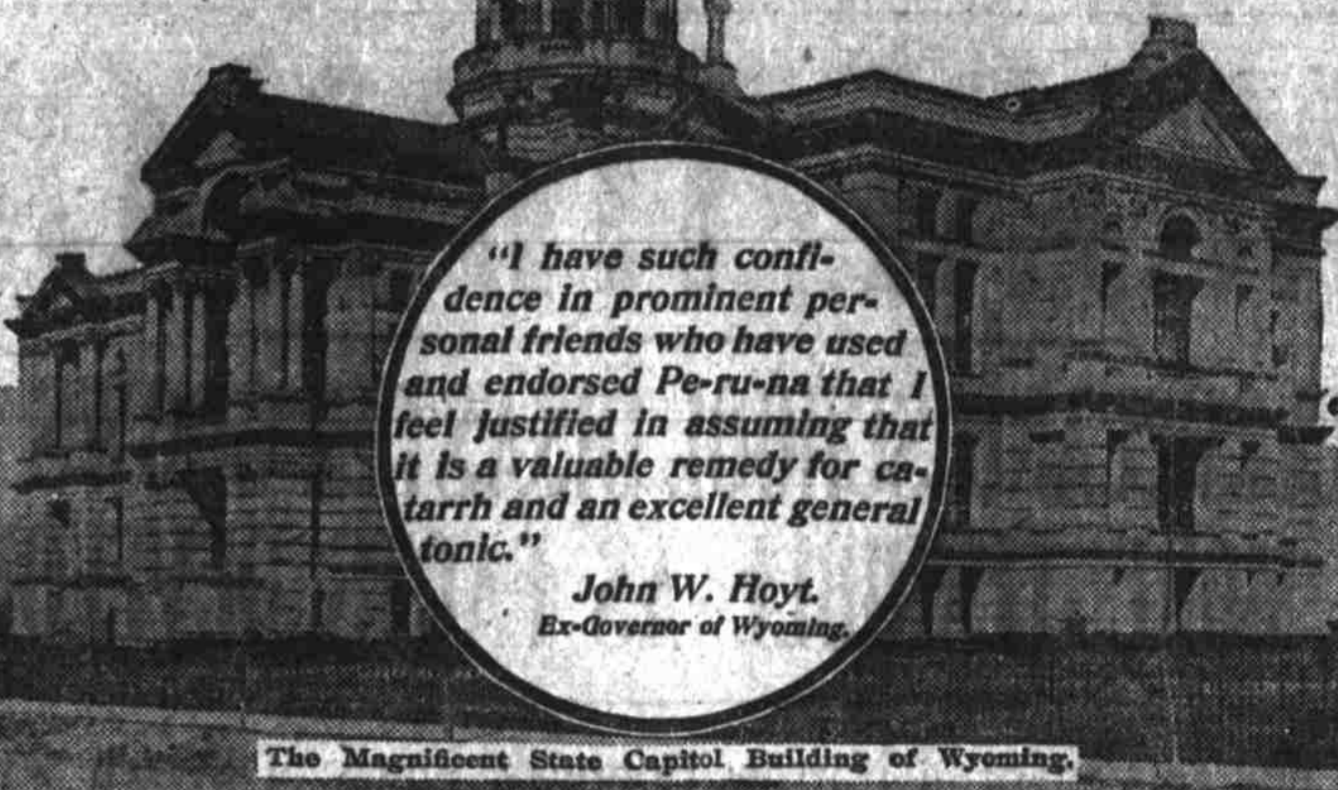 "I have such confi-
dence in prominent per-
sonal friends who have used
and endorsed Pe-ru-na that I
feel justified in assuming that
it is a valuable remedy for ca-
tarrh and an excellent general
tonic."
John W. Hoyt.
Ex-Governor of Wyoming.
The Magnificent State Capitol Building of Wyoming.